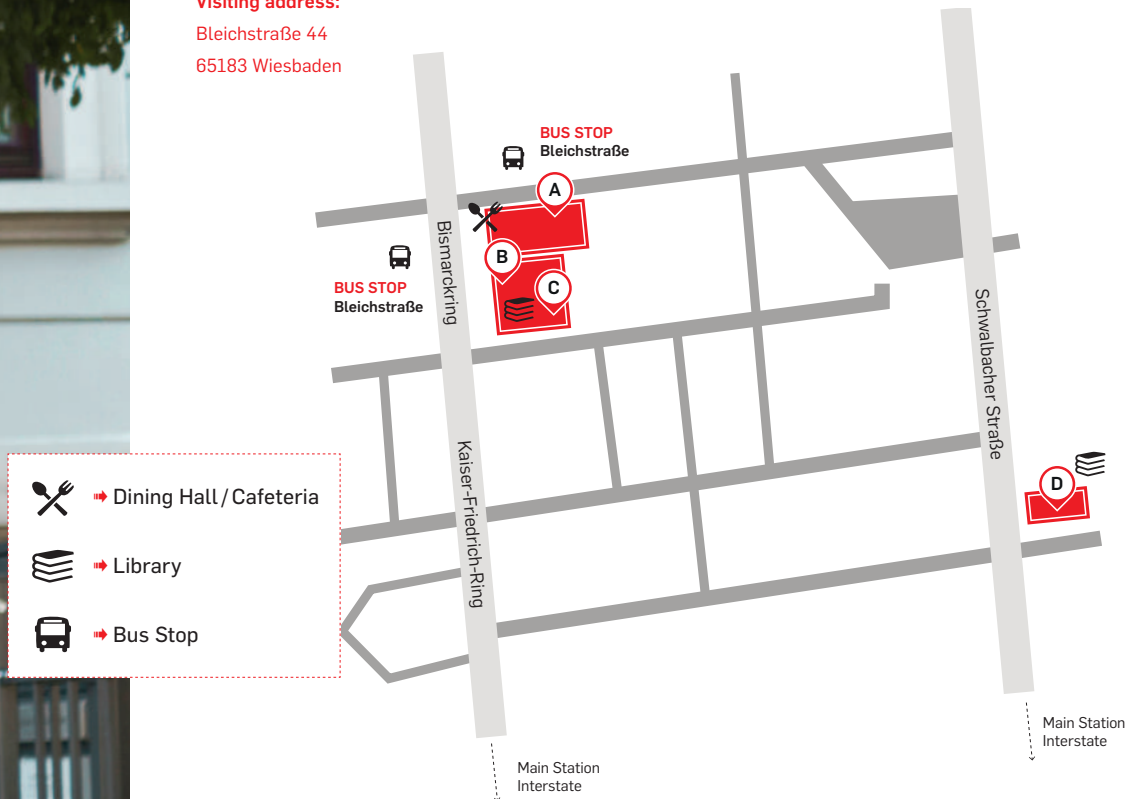 Visiting address:
Bleichstraße 44
65183 Wiesbaden
BUS STOP
Bleichstraße
A
B
C
BUS STOP
Bleichstraße
Bismarckring
Kaiser-Friedrich-Ring
Schwalbacher Straße
D
Dining Hall/Cafeteria
Library
Bus Stop
Main Station
Interstate
Main Station
Interstate